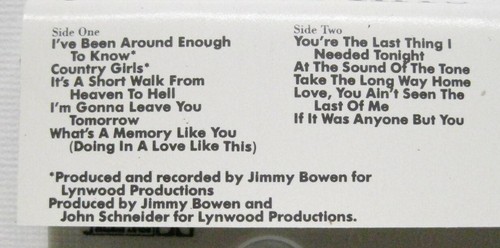 Side One
I've Been Around Enough
To Know*
Country Girls*
It's A Short Walk From
Heaven To Hell
I'm Gonna Leave You
Tomorrow
What's A Memory Like You
(Doing In A Love Like This)
Side Two
You're The Last Thing I
Needed Tonight
At The Sound Of The Tone
Take The Long Way Home
Love, You Ain't Seen The
Last Of Me
If It Was Anyone But You
*Produced and recorded by Jimmy Bowen for
Lynwood Productions
Produced by Jimmy Bowen and
John Schneider for Lynwood Productions.